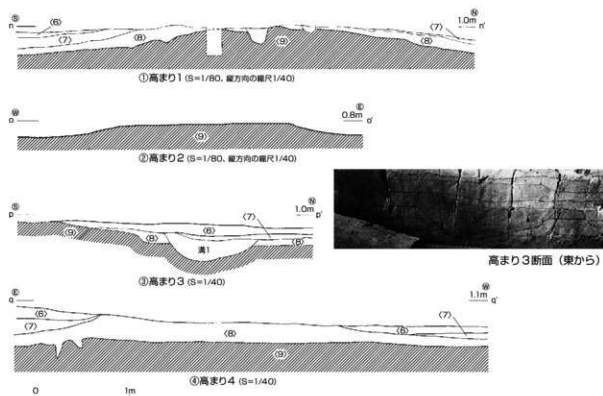 Ⓢ Ⓝ
n 〈6〉 〈7〉 〈8〉 〈9〉 〈8〉 〈7〉 1.0m n'
①高まり1 (S=1/80、縦方向の縮尺1/40)
Ⓦ Ⓔ
o 〈9〉 0.8m o'
②高まり2 (S=1/80、縦方向の縮尺1/40)
Ⓢ Ⓝ
p 〈9〉 〈8〉 溝1 〈6〉 〈7〉 〈8〉 1.0m p'
③高まり3 (S=1/40)
高まり3断面(東から)
Ⓔ Ⓦ
q 〈6〉 〈7〉 〈8〉 〈9〉 〈6〉 〈7〉 1.1m q'
④高まり4 (S=1/40)
0 1m